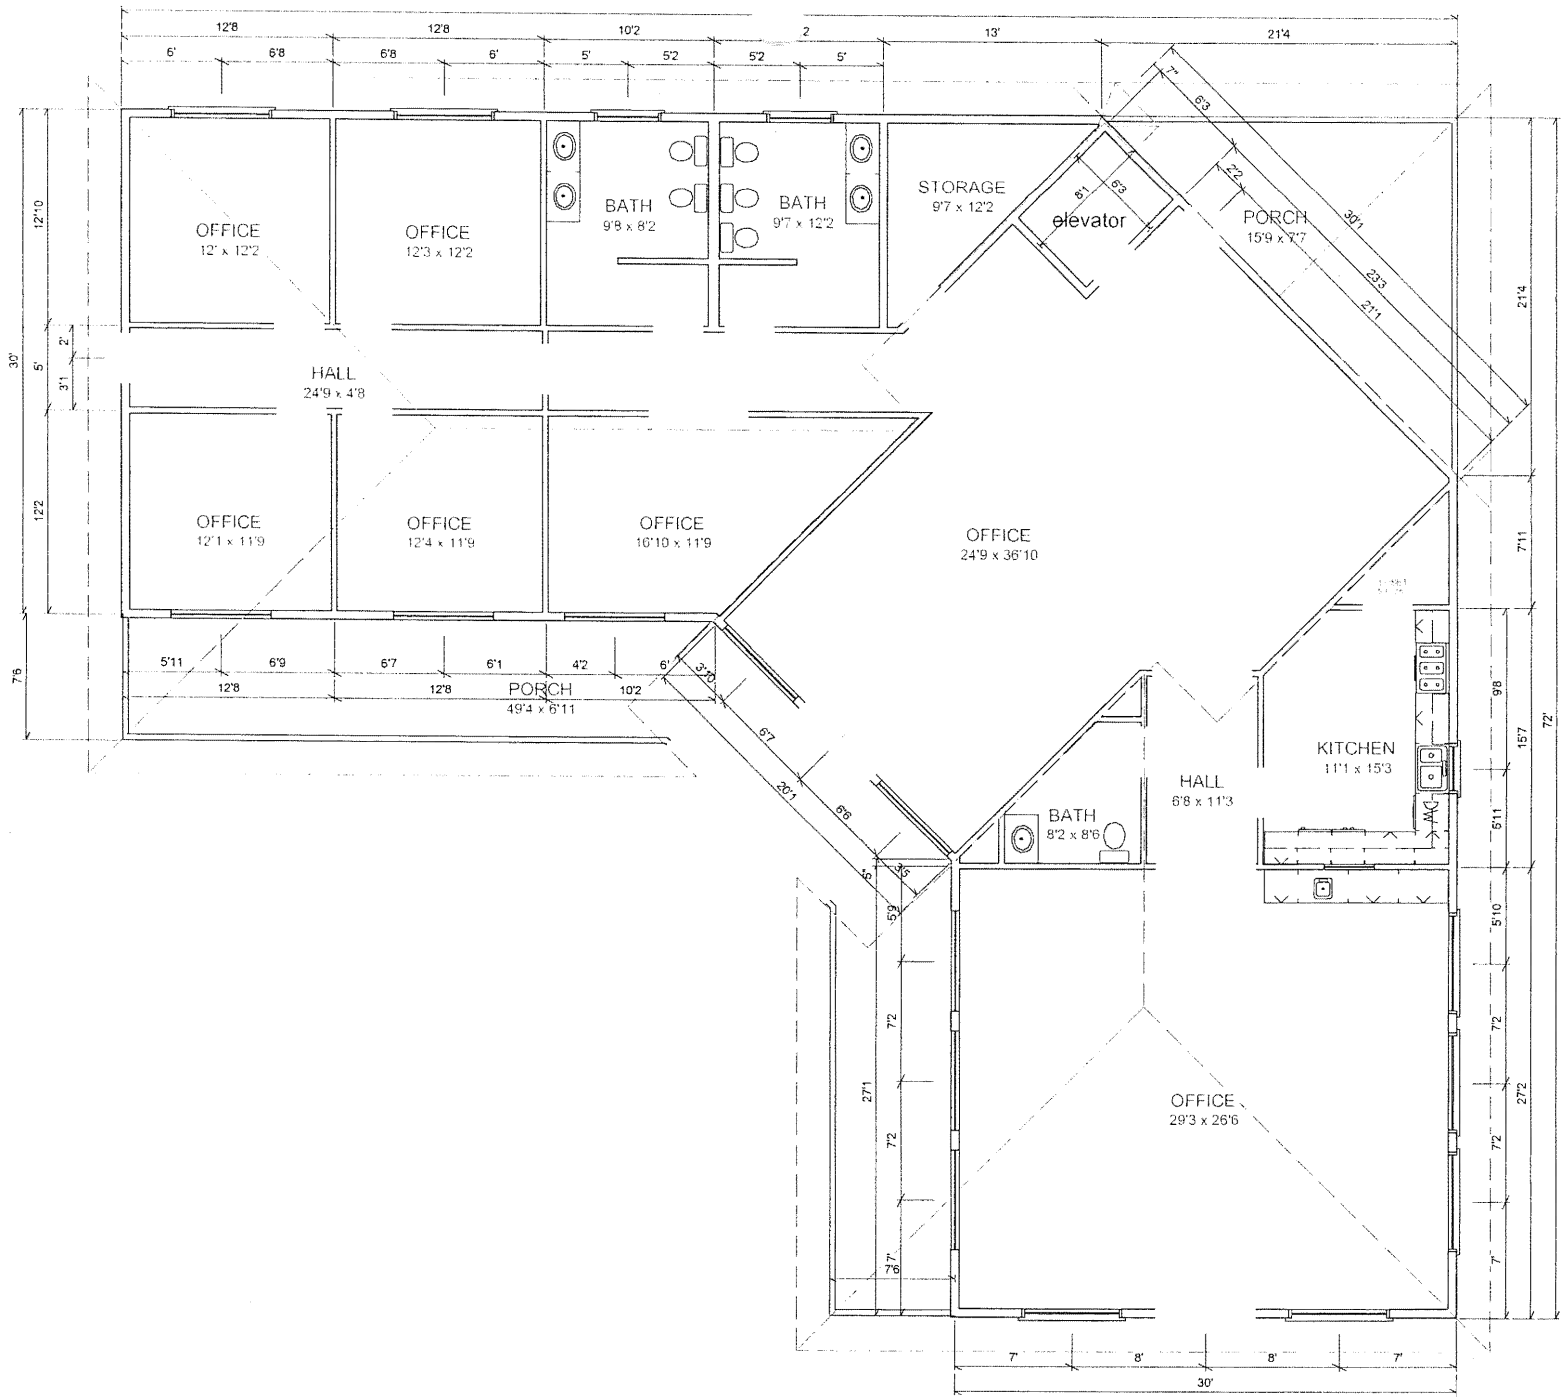 12'8 12'8 10'2 2 13' 21'4
6' 6'8 6'8 6' 5' 5'2 5'2 5'
7"
6'3
2'2
30'1
23'3
21'1
OFFICE
12' x 12'2
OFFICE
12'3 x 12'2
BATH
9'8 x 8'2
BATH
9'7 x 12'2
STORAGE
9'7 x 12'2
8'1
6'3
elevator
PORCH
15'9 x 7'7
12'10
30'
5'
2'
3'1
12'2
7'6
HALL
24'9 x 4'8
OFFICE
12'1 x 11'9
OFFICE
12'4 x 11'9
OFFICE
16'10 x 11'9
OFFICE
24'9 x 36'10
21'4
7'11
72'
9'8
15'7
6'11
5'11 6'9 6'7 6'1 4'2 6'
12'8 12'8 10'2
PORCH
49'4 x 6'11
3'10
6'7
20'1
6'6
3'5
KITCHEN
11'1 x 15'3
HALL
6'8 x 11'3
BATH
8'2 x 8'6
5'9
7'2
27'1
7'2
7'
7'6
5'10
7'2
27'2
7'2
7'
OFFICE
29'3 x 26'6
7' 8' 8' 7'
30'